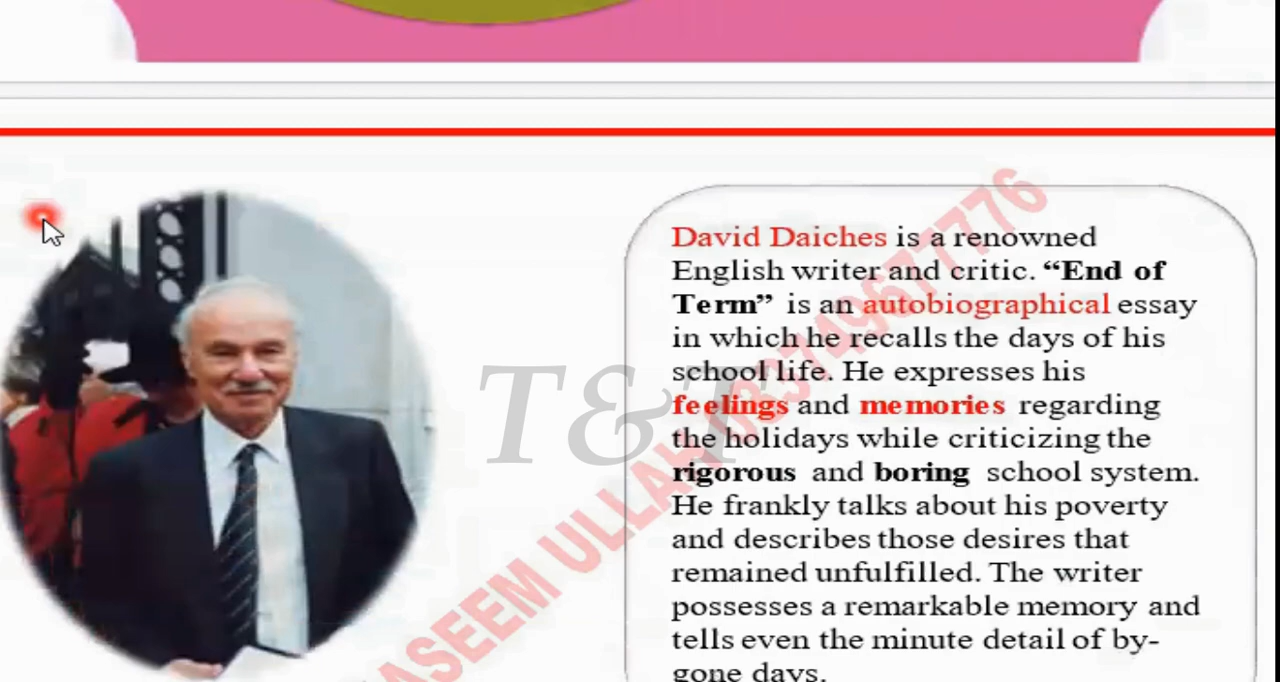 David Daiches is a renowned
English writer and critic. “End of
Term” is an autobiographical essay
in which he recalls the days of his
school life. He expresses his
feelings and memories regarding
the holidays while criticizing the
rigorous and boring school system.
He frankly talks about his poverty
and describes those desires that
remained unfulfilled. The writer
possesses a remarkable memory and
tells even the minute detail of by-
gone days.
T&T
ASEEM ULLAH